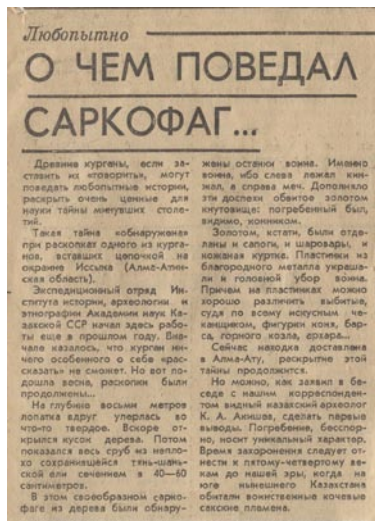 Любопытно
О ЧЕМ ПОВЕДАЛ
САРКОФАГ...
Древние курганы, если за-
ставить их «говорить», могут
поведать любопытные истории,
раскрыть очень ценные для
науки тайны минувших столе-
тий.
Такая тайна «обнаружена»
при раскопках одного из курга-
нов, вставших цепочкой на
окраине Иссыка (Алма-Атин-
ская область).
Экспедиционный отряд Ин-
ститута истории, археологии и
этнографии Академии наук Ка-
захской ССР начал здесь рабо-
ты еще в прошлом году. Вна-
чале казалось, что курган ни-
чего особенного о себе «рас-
сказать» не сможет. Но вот по-
дошла весна, раскопки были
продолжены...
На глубине восьми метров
лопатка вдруг уперлась во
что-то твердое. Вскоре от-
крылся кусок дерева. Потом
показался весь сруб из непло-
хо сохранившейся тянь-шань-
ской ели сечением в 40—60
сантиметров.
В этом своеобразном сарко-
фаге из дерева были обнару-
жены останки воина. Именно
воина, ибо слева лежал кин-
жал, а справа меч. Дополняло
эти доспехи обвитое золотом
кнутовище: погребенный был,
видимо, конником.
Золотом, кстати, были отде-
ланы и сапоги, и шаровары, и
кожаная куртка. Пластинки из
благородного металла украша-
ли и головной убор воина.
Причем на пластинках можно
хорошо различить выбитые,
судя по всему искусным че-
канщиком, фигурки коня, бар-
са, горного козла, архара...
Сейчас находка доставлена
в Алма-Ату, раскрытие этой
тайны продолжится.
Но можно, как заявил в бе-
седе с нашим корреспонден-
том видный казахский археолог
К. А. Акишев, сделать первые
выводы. Погребение, бесспор-
но, носит уникальный характер.
Время захоронения следует от-
нести к пятому-четвертому ве-
кам до нашей эры, когда на
юге нынешнего Казахстана
обитали воинственные кочевые
сакские племена.